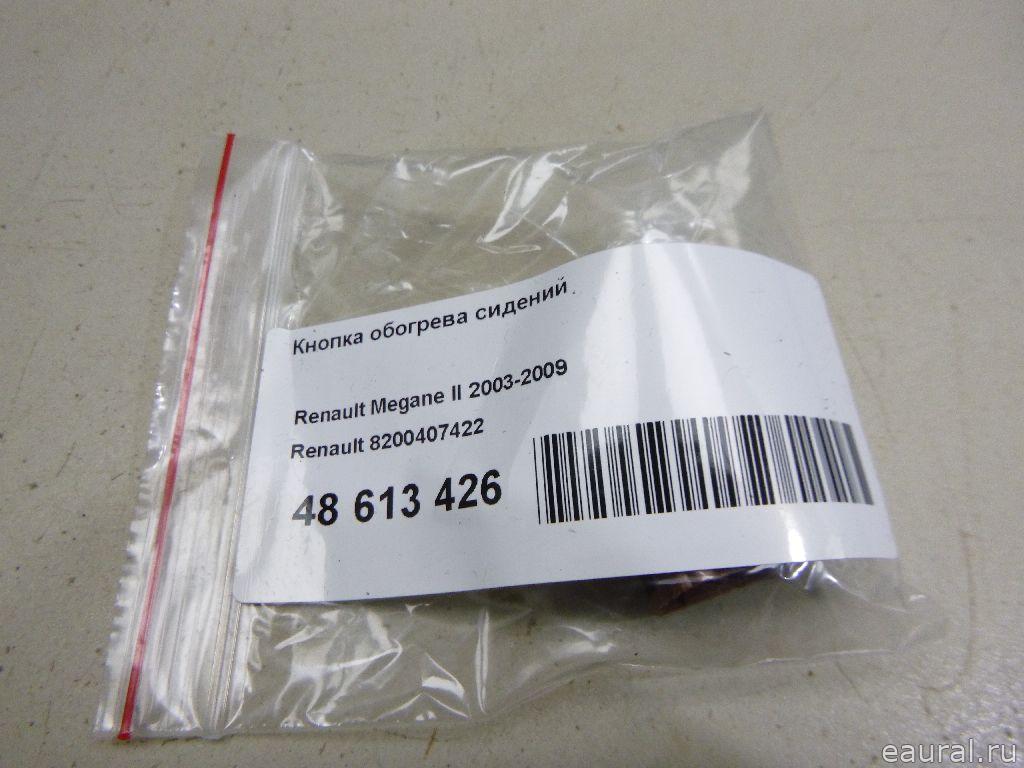 Кнопка обогрева сидений
Renault Megane II 2003-2009
Renault 8200407422
48 613 426
eaural.ru